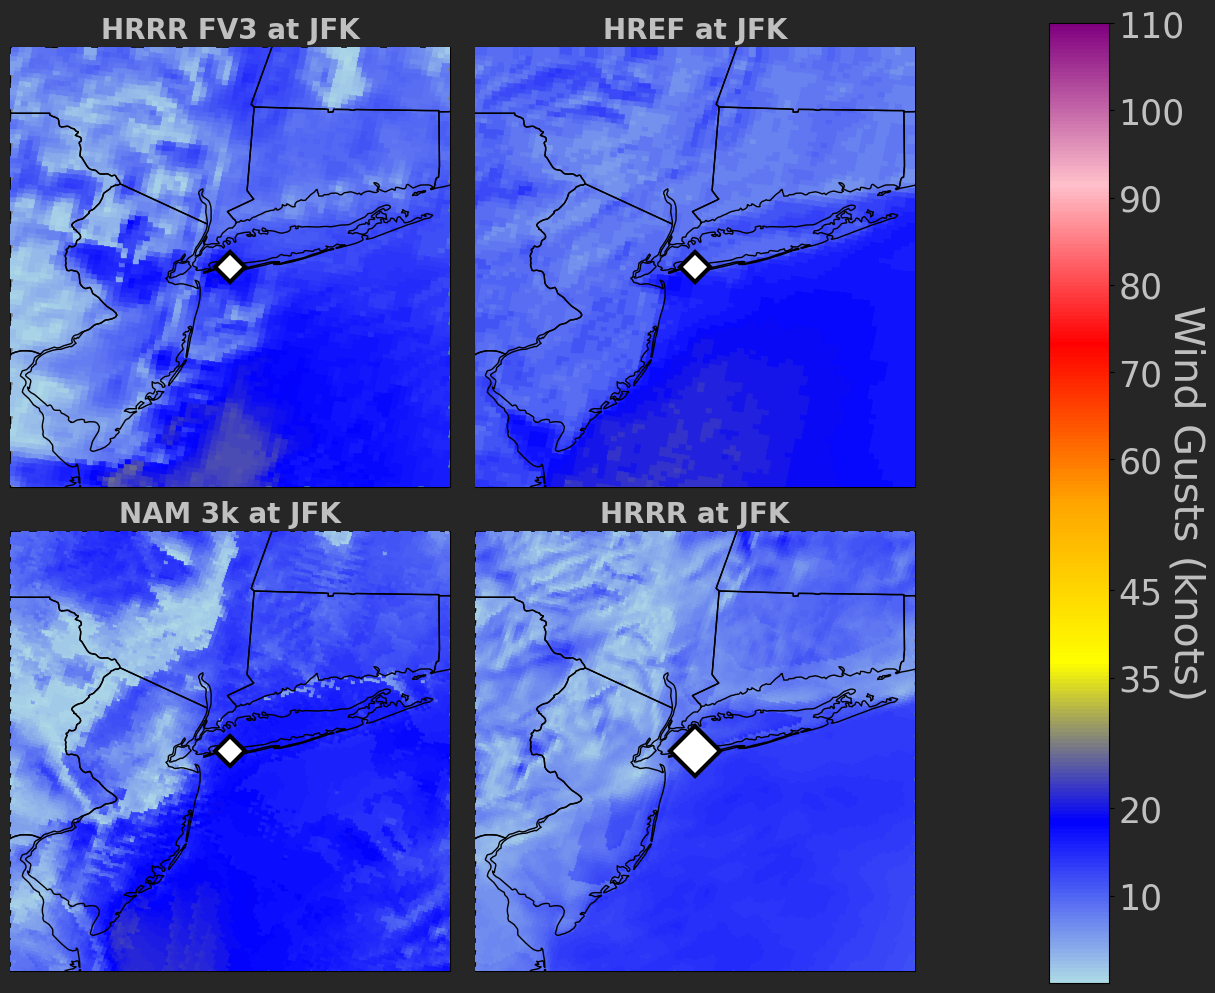 HRRR FV3 at JFK
HREF at JFK
NAM 3k at JFK
HRRR at JFK
110
100
90
80
70
60
45
35
20
10
Wind Gusts (knots)